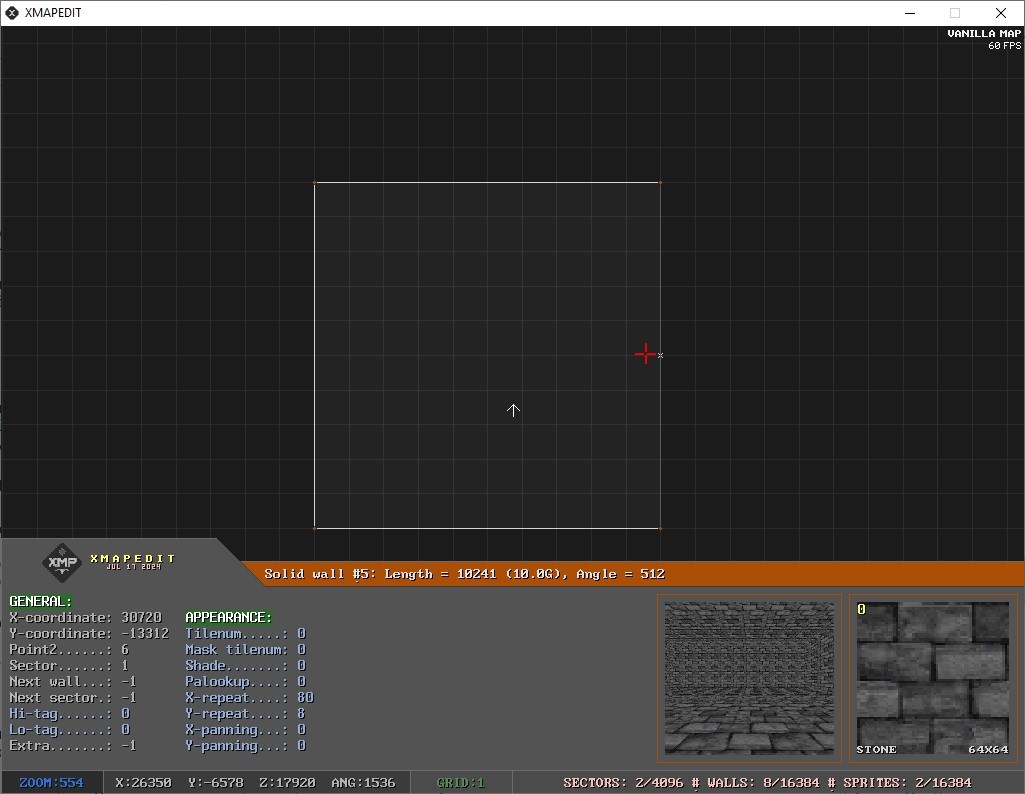 XMAPEDIT
VANILLA MAP
60 FPS
XMP
XMAPEDIT
JUL 17 2024
Solid wall #5: Length = 10241 (10.0G), Angle = 512
GENERAL:
X-coordinate: 30720
Y-coordinate: -13312
Point2......: 6
Sector......: 1
Next wall...: -1
Next sector.: -1
Hi-tag......: 0
Lo-tag......: 0
Extra.......: -1
APPEARANCE:
Tilenum.....: 0
Mask tilenum: 0
Shade.......: 0
Palookup....: 0
X-repeat....: 80
Y-repeat....: 8
X-panning...: 0
Y-panning...: 0
0
STONE 64X64
ZOOM:554 X:26350 Y:-6578 Z:17920 ANG:1536 GRID:1 SECTORS: 2/4096 # WALLS: 8/16384 # SPRITES: 2/16384